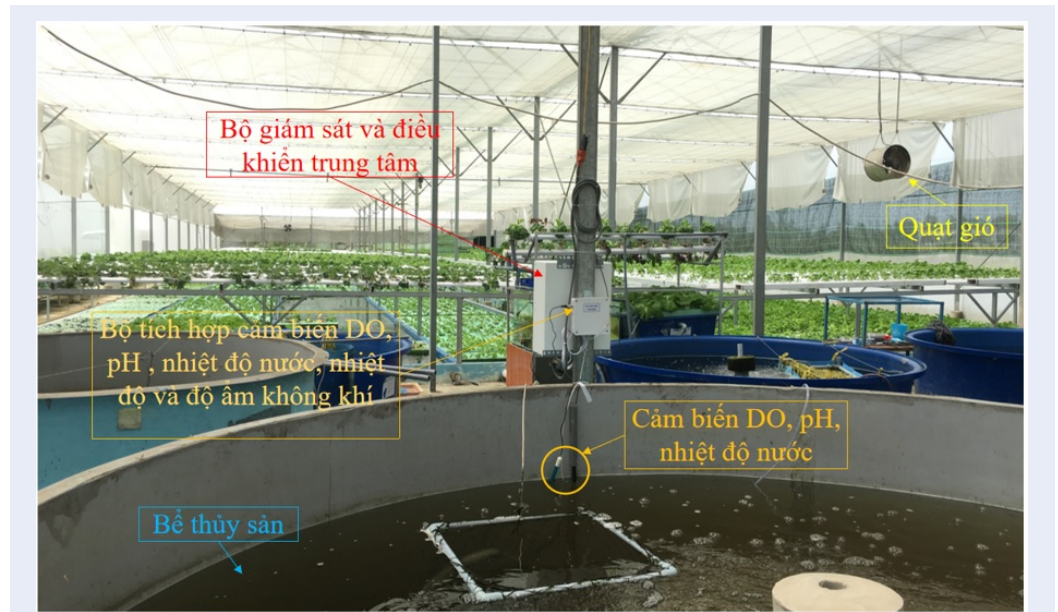 Bộ giám sát và điều
khiển trung tâm
Quạt gió
Bộ tích hợp cảm biến DO,
pH , nhiệt độ nước, nhiệt
độ và độ âm không khí
Cảm biến DO, pH,
nhiệt độ nước
Bể thủy sản